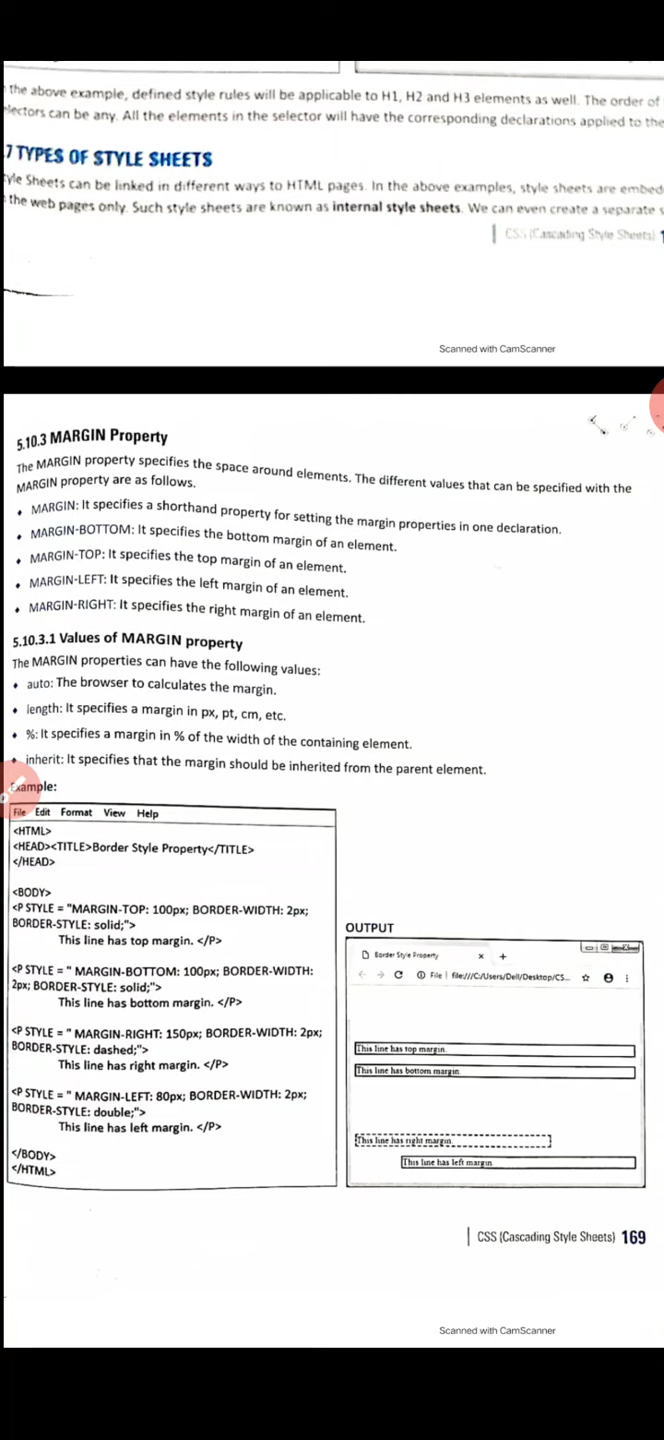 the above example, defined style rules will be applicable to H1, H2 and H3 elements as well. The order of
lectors can be any. All the elements in the selector will have the corresponding declarations applied to the
.7 TYPES OF STYLE SHEETS
yle Sheets can be linked in different ways to HTML pages. In the above examples, style sheets are embed
the web pages only. Such style sheets are known as internal style sheets. We can even create a separate s
CSS (Cascading Style Sheets) 1
Scanned with CamScanner
5.10.3 MARGIN Property
The MARGIN property specifies the space around elements. The different values that can be specified with the
MARGIN property are as follows.
• MARGIN: It specifies a shorthand property for setting the margin properties in one declaration.
• MARGIN-BOTTOM: It specifies the bottom margin of an element.
• MARGIN-TOP: It specifies the top margin of an element.
• MARGIN-LEFT: It specifies the left margin of an element.
• MARGIN-RIGHT: It specifies the right margin of an element.
5.10.3.1 Values of MARGIN property
The MARGIN properties can have the following values:
• auto: The browser to calculates the margin.
• length: It specifies a margin in px, pt, cm, etc.
• %: It specifies a margin in % of the width of the containing element.
• inherit: It specifies that the margin should be inherited from the parent element.
Example:
File Edit Format View Help
<HTML>
<HEAD><TITLE>Border Style Property</TITLE>
</HEAD>
<BODY>
<P STYLE = "MARGIN-TOP: 100px; BORDER-WIDTH: 2px;
BORDER-STYLE: solid;">
This line has top margin. </P>
<P STYLE = " MARGIN-BOTTOM: 100px; BORDER-WIDTH:
2px; BORDER-STYLE: solid;">
This line has bottom margin. </P>
<P STYLE = " MARGIN-RIGHT: 150px; BORDER-WIDTH: 2px;
BORDER-STYLE: dashed;">
This line has right margin. </P>
<P STYLE = " MARGIN-LEFT: 80px; BORDER-WIDTH: 2px;
BORDER-STYLE: double;">
This line has left margin. </P>
</BODY>
</HTML>
OUTPUT
Border Style Property × +
File | file:///C:/Users/Dell/Desktop/CS...
This line has top margin.
This line has bottom margin.
This line has right margin.
This line has left margin.
CSS (Cascading Style Sheets) 169
Scanned with CamScanner